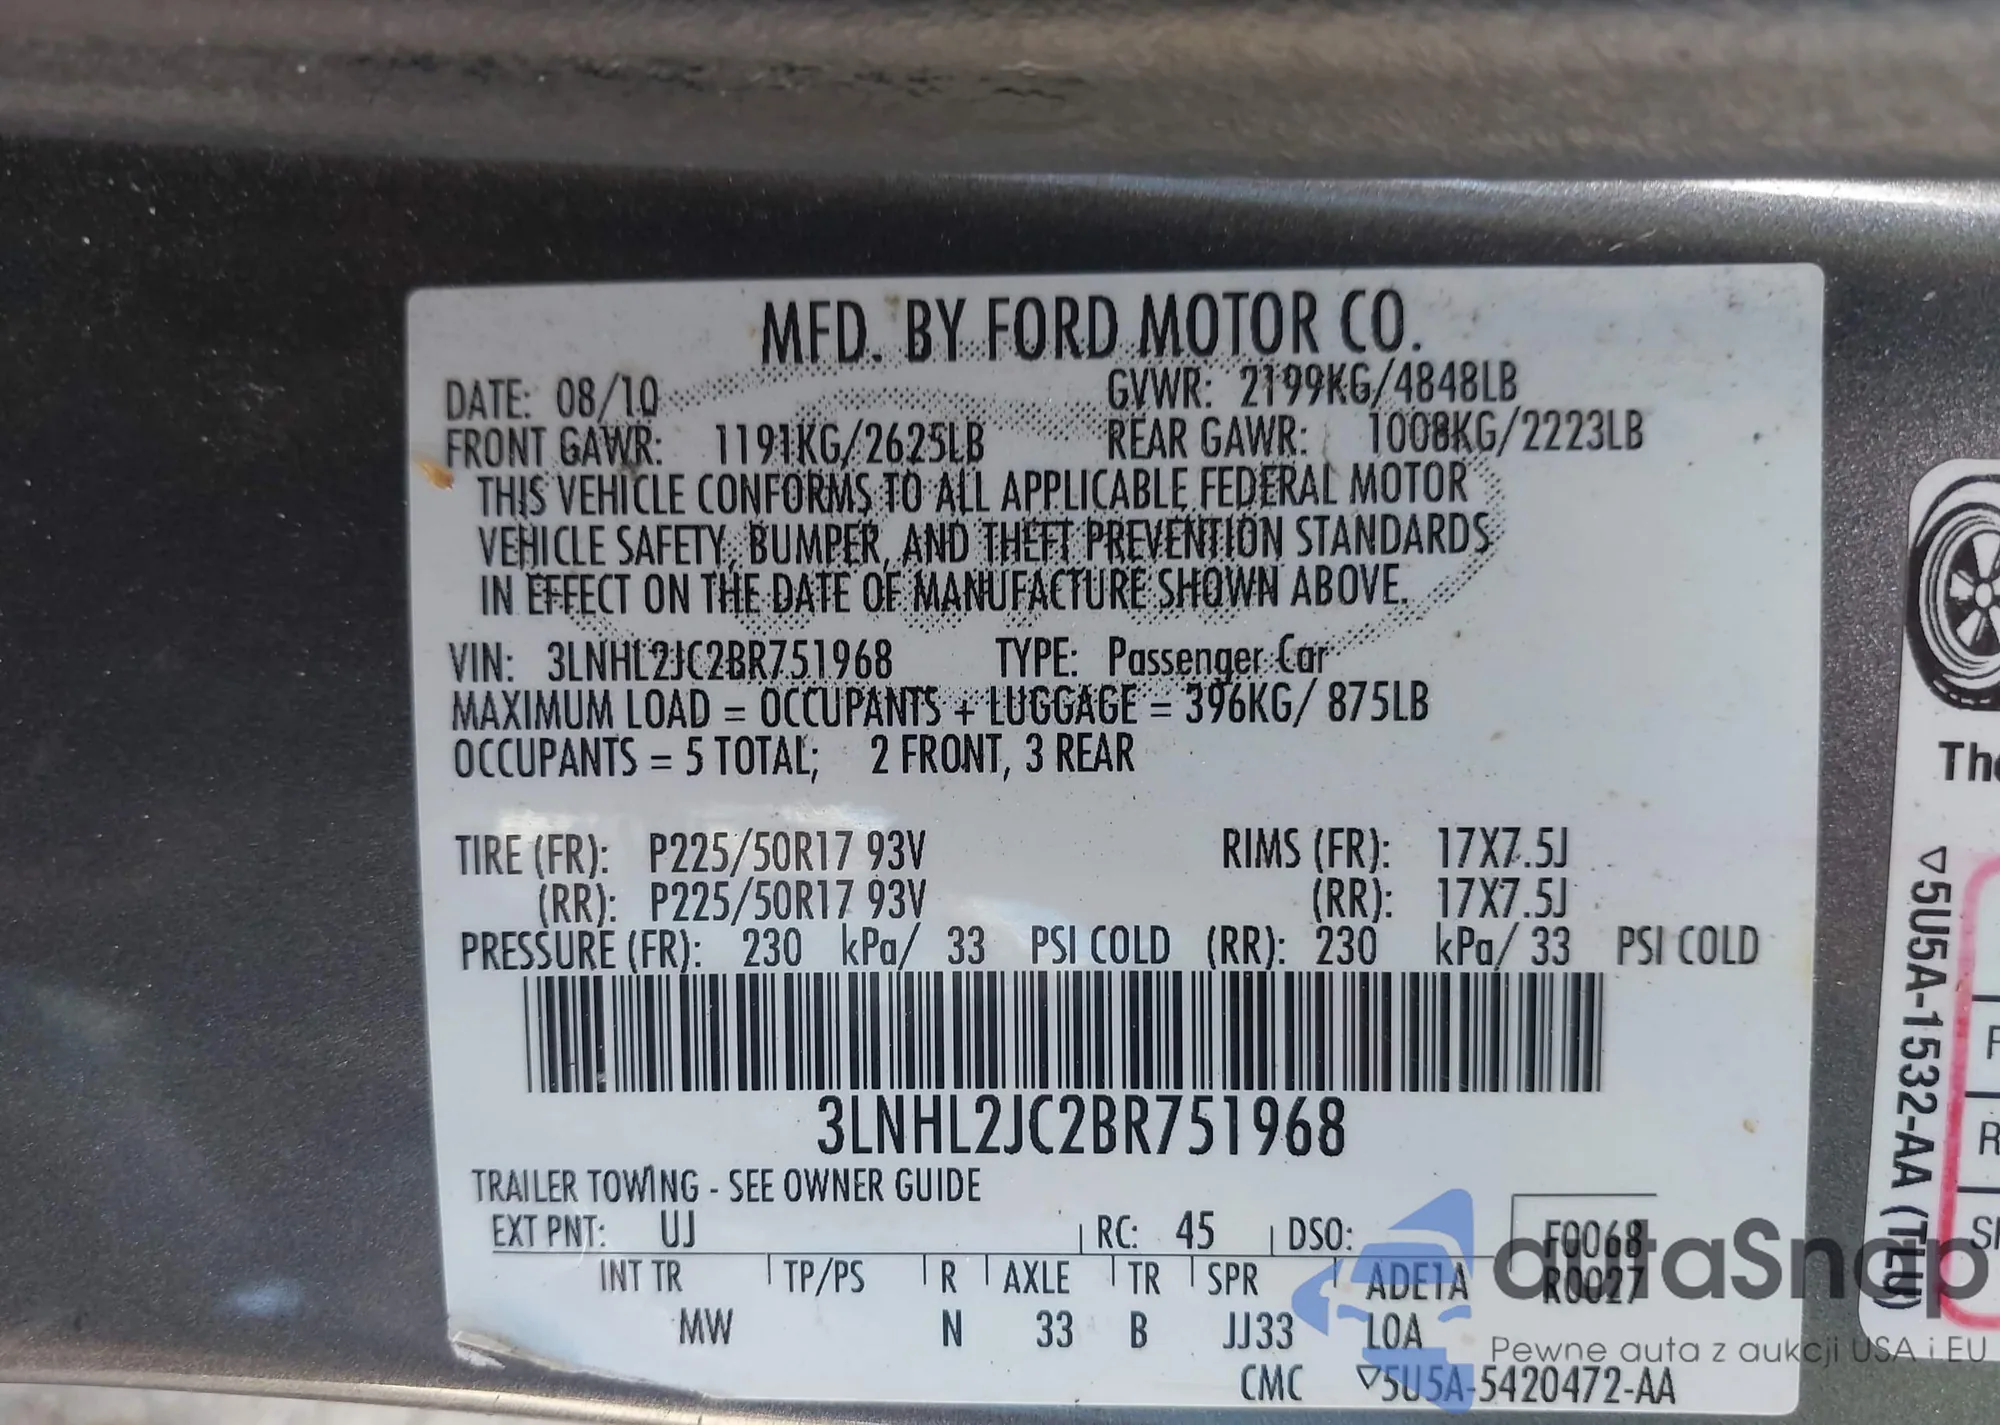 MFD. BY FORD MOTOR CO.
DATE: 08/10 GVWR: 2199KG/4848LB
FRONT GAWR: 1191KG/2625LB REAR GAWR: 1008KG/2223LB
THIS VEHICLE CONFORMS TO ALL APPLICABLE FEDERAL MOTOR
VEHICLE SAFETY, BUMPER, AND THEFT PREVENTION STANDARDS
IN EFFECT ON THE DATE OF MANUFACTURE SHOWN ABOVE.
VIN: 3LNHL2JC2BR751968 TYPE: Passenger Car
MAXIMUM LOAD = OCCUPANTS + LUGGAGE = 396KG/ 875LB
OCCUPANTS = 5 TOTAL; 2 FRONT, 3 REAR
TIRE (FR): P225/50R17 93V RIMS (FR): 17X7.5J
(RR): P225/50R17 93V (RR): 17X7.5J
PRESSURE (FR): 230 kPa/ 33 PSI COLD (RR): 230 kPa/ 33 PSI COLD
3LNHL2JC2BR751968
TRAILER TOWING - SEE OWNER GUIDE
EXT PNT: UJ RC: 45 DSO: F0068
INT TR TP/PS R AXLE TR SPR ADE1A R0027
MW N 33 B JJ33 LOA
CMC ▽5U5A-5420472-AA
The
▽5U5A-1532-AA (TEU)
autaSnap
Pewne auta z aukcji USA i EU